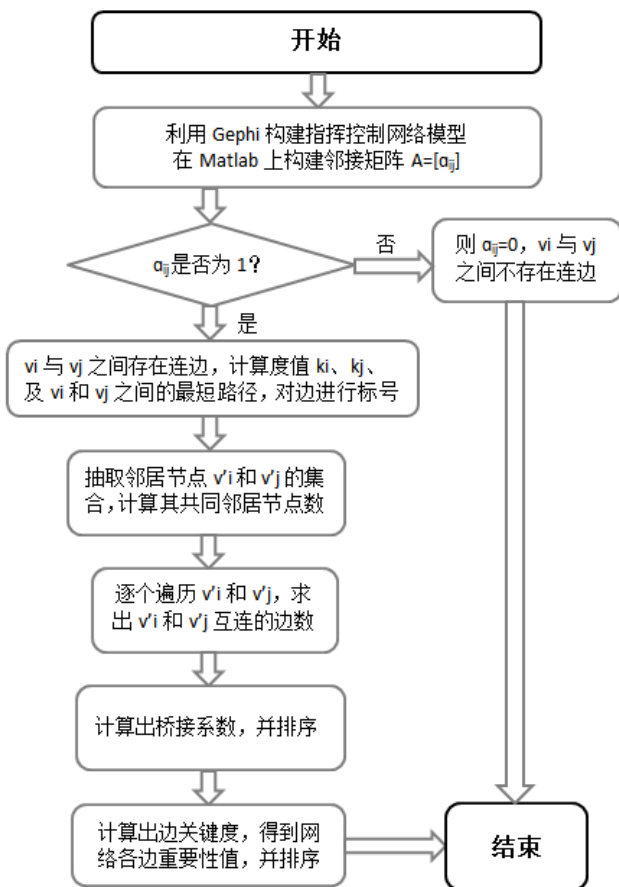 开始
利用 Gephi 构建指挥控制网络模型
在 Matlab 上构建邻接矩阵 A=[αij]
αij是否为 1?
否
则 αij=0，vi 与 vj
之间不存在连边
是
vi 与 vj 之间存在连边，计算度值 ki、kj、
及 vi 和 vj 之间的最短路径，对边进行标号
抽取邻居节点 v'i 和 v'j 的集
合，计算其共同邻居节点数
逐个遍历 v'i 和 v'j，求
出 v'i 和 v'j 互连的边数
计算出桥接系数，并排序
计算出边关键度，得到网
络各边重要性值，并排序
结束